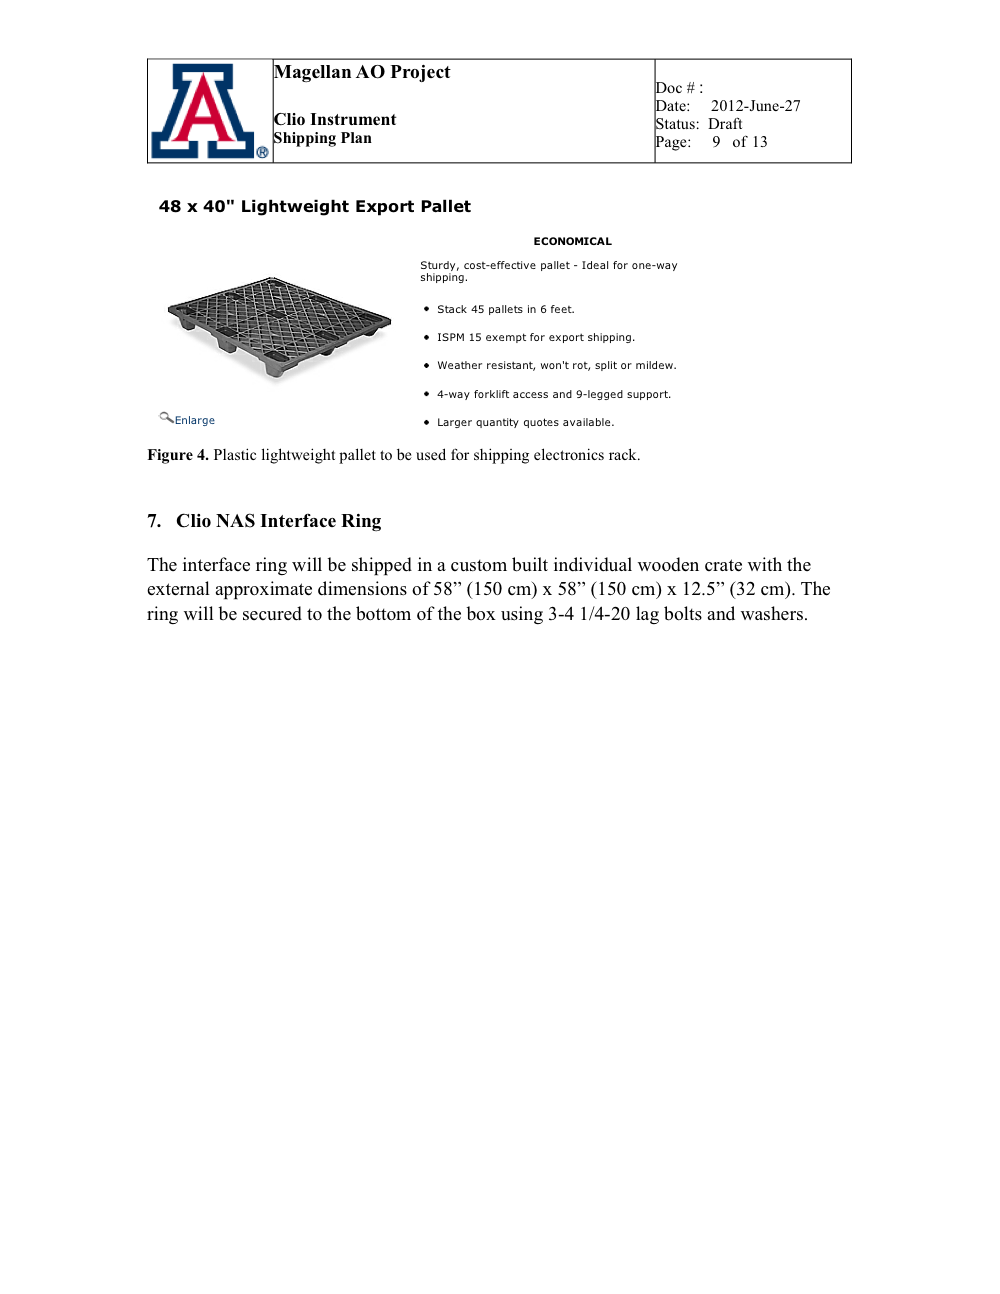 Magellan AO Project
Clio Instrument
Shipping Plan
Doc # :
Date: 2012-June-27
Status: Draft
Page: 9 of 13
A
®
48 x 40" Lightweight Export Pallet
ECONOMICAL
Sturdy, cost-effective pallet - Ideal for one-way
shipping.
• Stack 45 pallets in 6 feet.
• ISPM 15 exempt for export shipping.
• Weather resistant, won't rot, split or mildew.
• 4-way forklift access and 9-legged support.
• Larger quantity quotes available.
Enlarge
Figure 4. Plastic lightweight pallet to be used for shipping electronics rack.
7. Clio NAS Interface Ring
The interface ring will be shipped in a custom built individual wooden crate with the
external approximate dimensions of 58” (150 cm) x 58” (150 cm) x 12.5” (32 cm). The
ring will be secured to the bottom of the box using 3-4 1/4-20 lag bolts and washers.